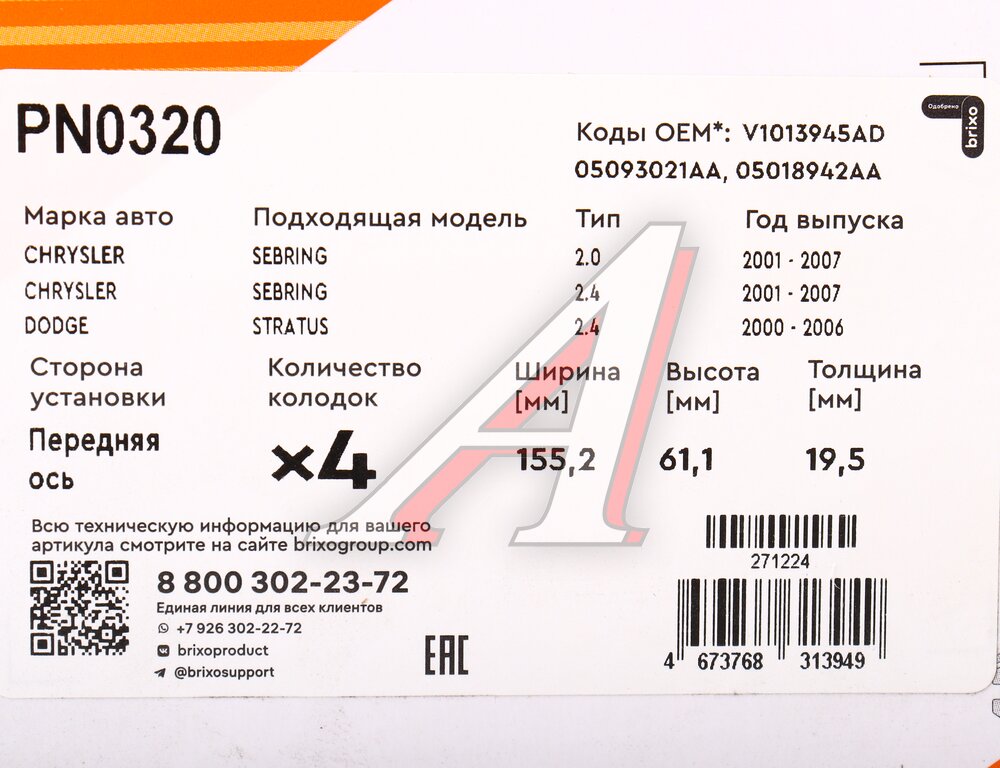 PN0320
Одобрено
brixo
Коды OEM*: V1013945AD
05093021AA, 05018942AA
Марка авто Подходящая модель Тип Год выпуска
CHRYSLER SEBRING 2.0 2001 - 2007
CHRYSLER SEBRING 2.4 2001 - 2007
DODGE STRATUS 2.4 2000 - 2006
Сторона Количество Ширина Высота Толщина
установки колодок [мм] [мм] [мм]
Передняя
ось
×4 155,2 61,1 19,5
Всю техническую информацию для вашего
артикула смотрите на сайте brixogroup.com
8 800 302-23-72
Единая линия для всех клиентов
+7 926 302-22-72
brixoproduct
@brixosupport
EAC
271224
4 673768 313949